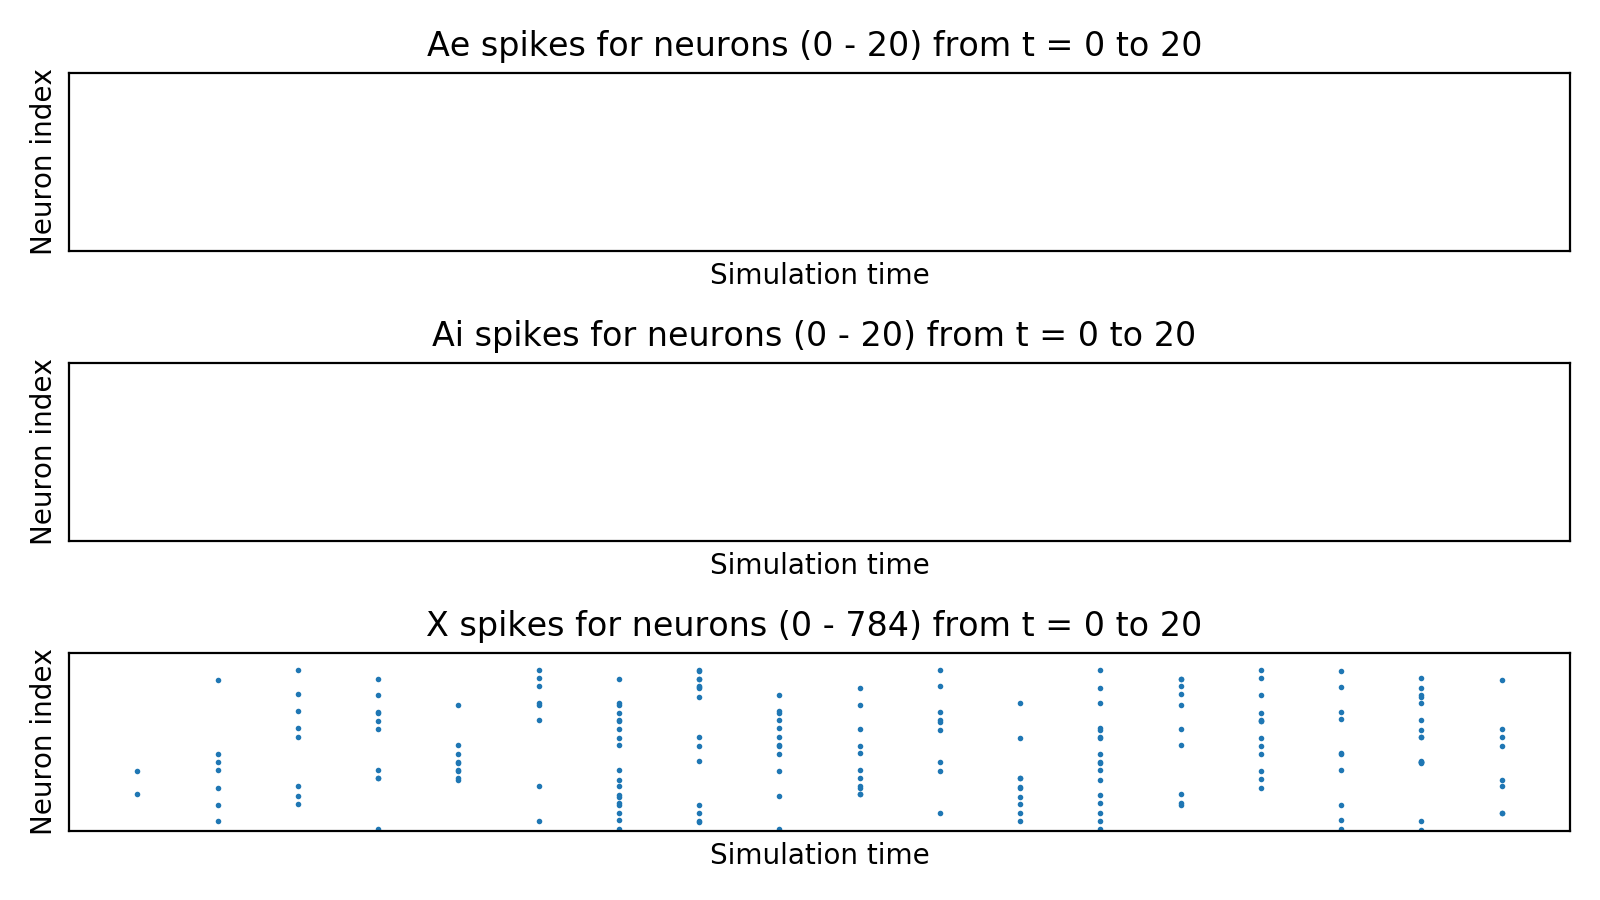 Ae spikes for neurons (0 - 20) from t = 0 to 20
Neuron index
Simulation time
Ai spikes for neurons (0 - 20) from t = 0 to 20
Neuron index
Simulation time
X spikes for neurons (0 - 784) from t = 0 to 20
Neuron index
Simulation time